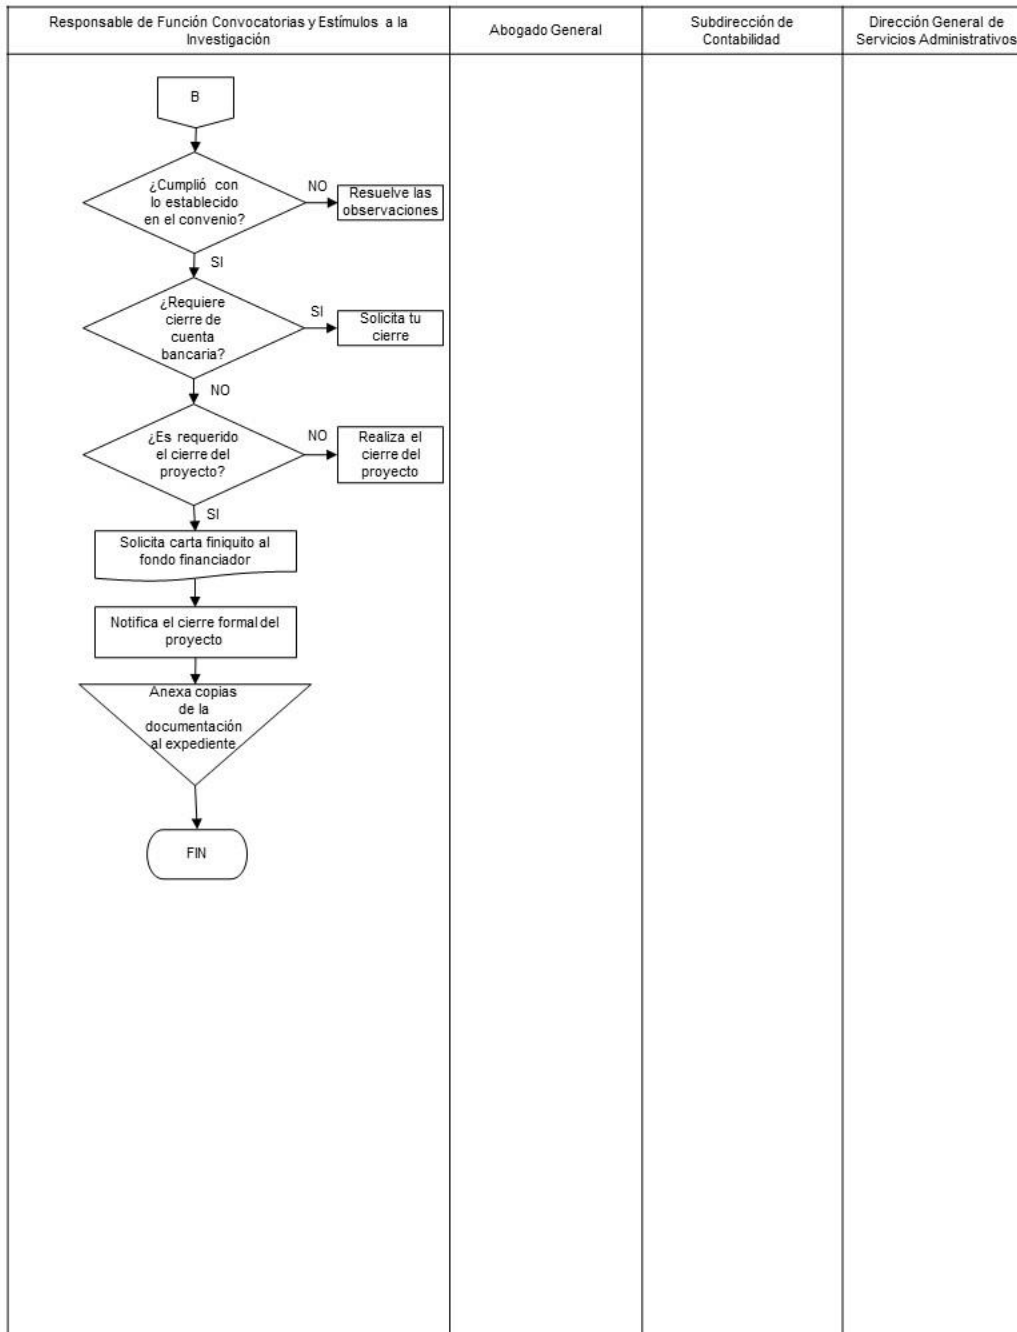 Responsable de Función Convocatorias y Estímulos a la
Investigación
Abogado General
Subdirección de
Contabilidad
Dirección General de
Servicios Administrativos
B
¿Cumplió con
lo establecido
en el convenio?
NO
Resuelve las
observaciones
SI
¿Requiere
cierre de
cuenta
bancaria?
SI
Solicita tu
cierre
NO
¿Es requerido
el cierre del
proyecto?
NO
Realiza el
cierre del
proyecto
SI
Solicita carta finiquito al
fondo financiador
Notifica el cierre formal del
proyecto
Anexa copias
de la
documentación
al expediente
FIN